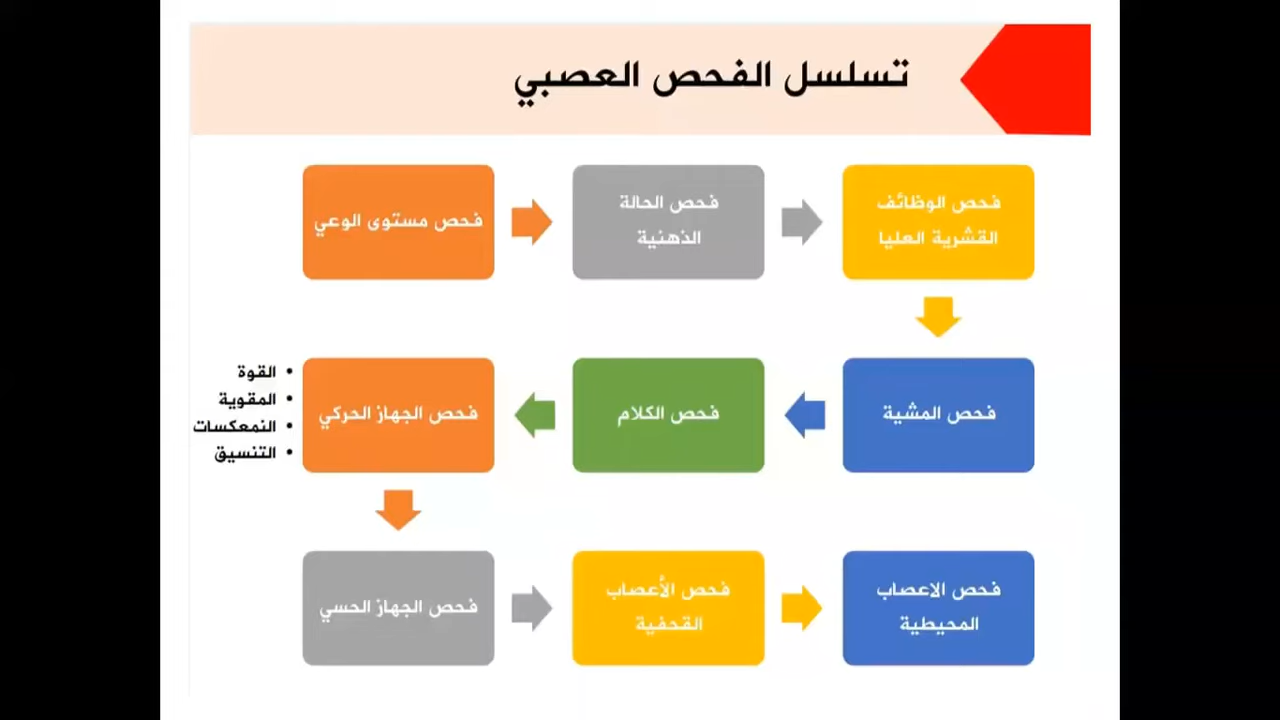 تسلسل الفحص العصبي
فحص مستوى الوعي
فحص الحالة
الذهنية
فحص الوظائف
القشرية العليا
فحص المشية
فحص الكلام
فحص الجهاز الحركي
• القوة
• المقوية
• النمعكسات
• التنسيق
فحص الجهاز الحسي
فحص الأعصاب
القحفية
فحص الاعصاب
المحيطية